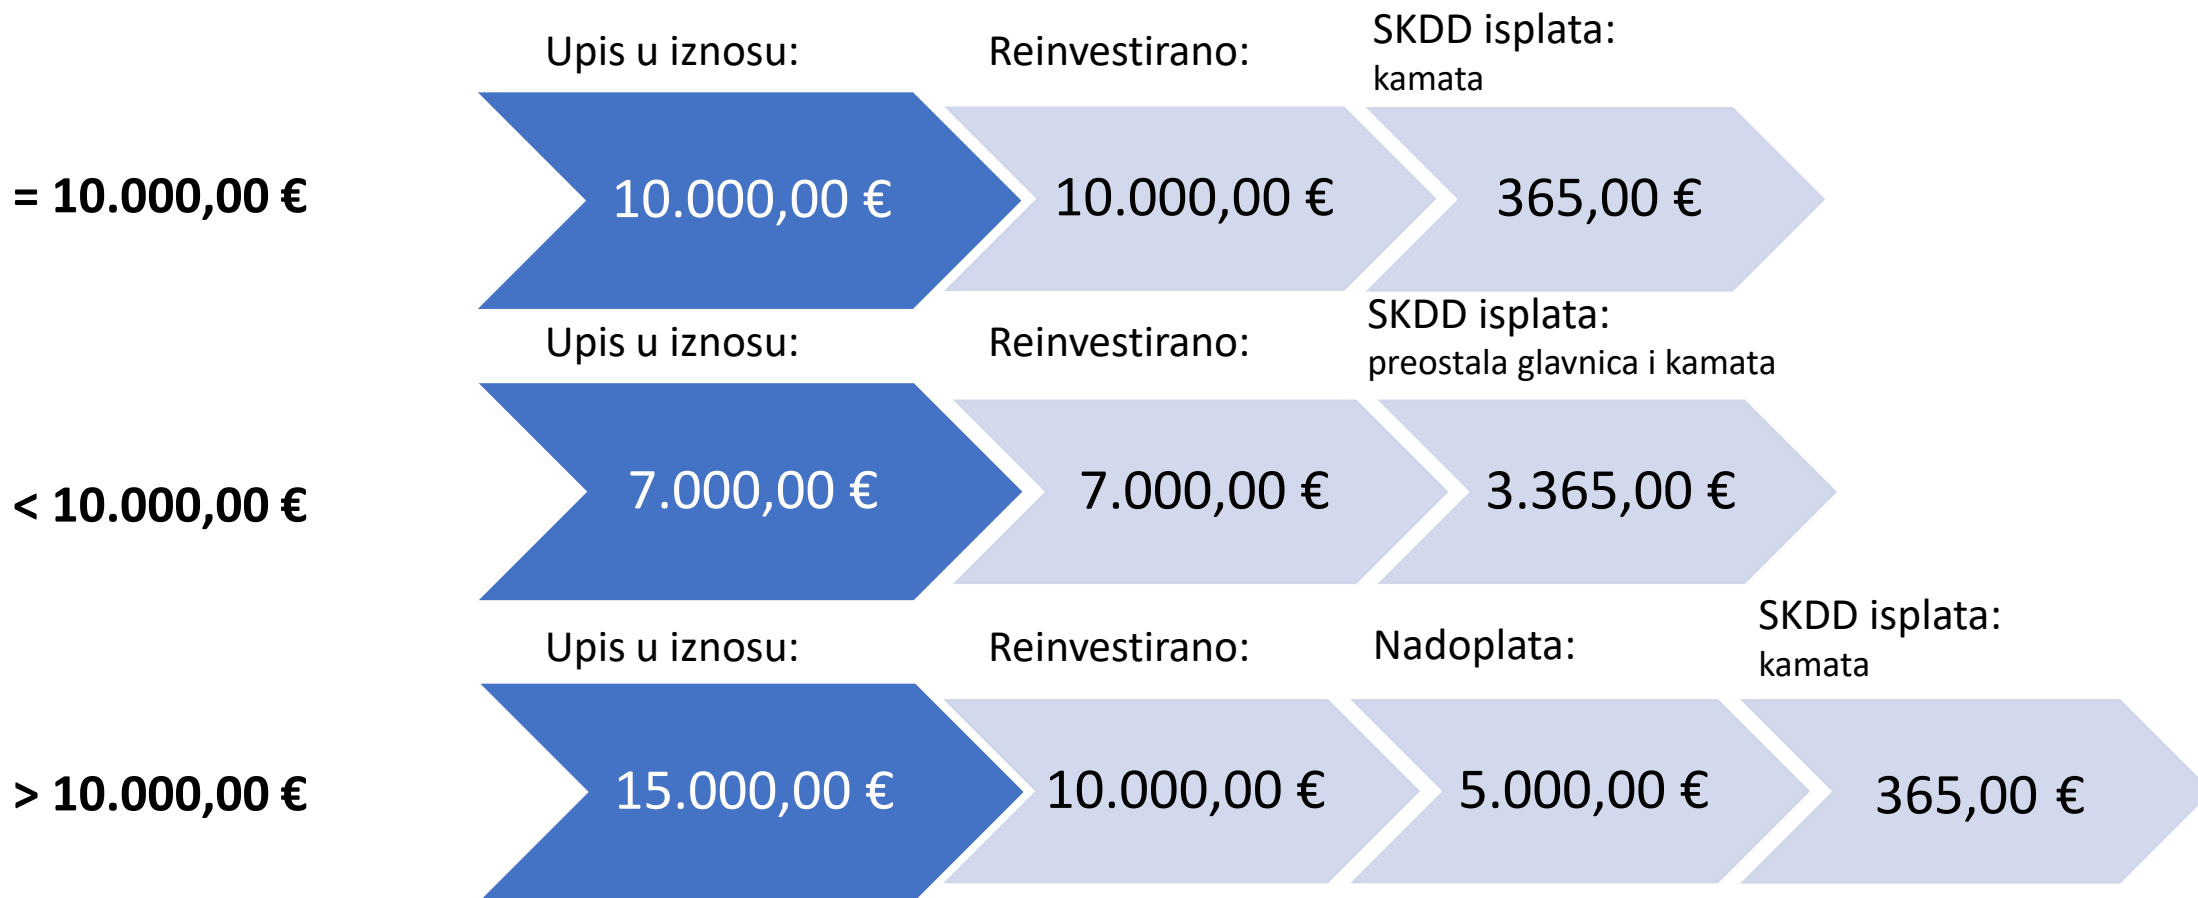 Upis u iznosu:
Reinvestirano:
SKDD isplata:
kamata
= 10.000,00 €
10.000,00 €
10.000,00 €
365,00 €
Upis u iznosu:
Reinvestirano:
SKDD isplata:
preostala glavnica i kamata
< 10.000,00 €
7.000,00 €
7.000,00 €
3.365,00 €
Upis u iznosu:
Reinvestirano:
Nadoplata:
SKDD isplata:
kamata
> 10.000,00 €
15.000,00 €
10.000,00 €
5.000,00 €
365,00 €